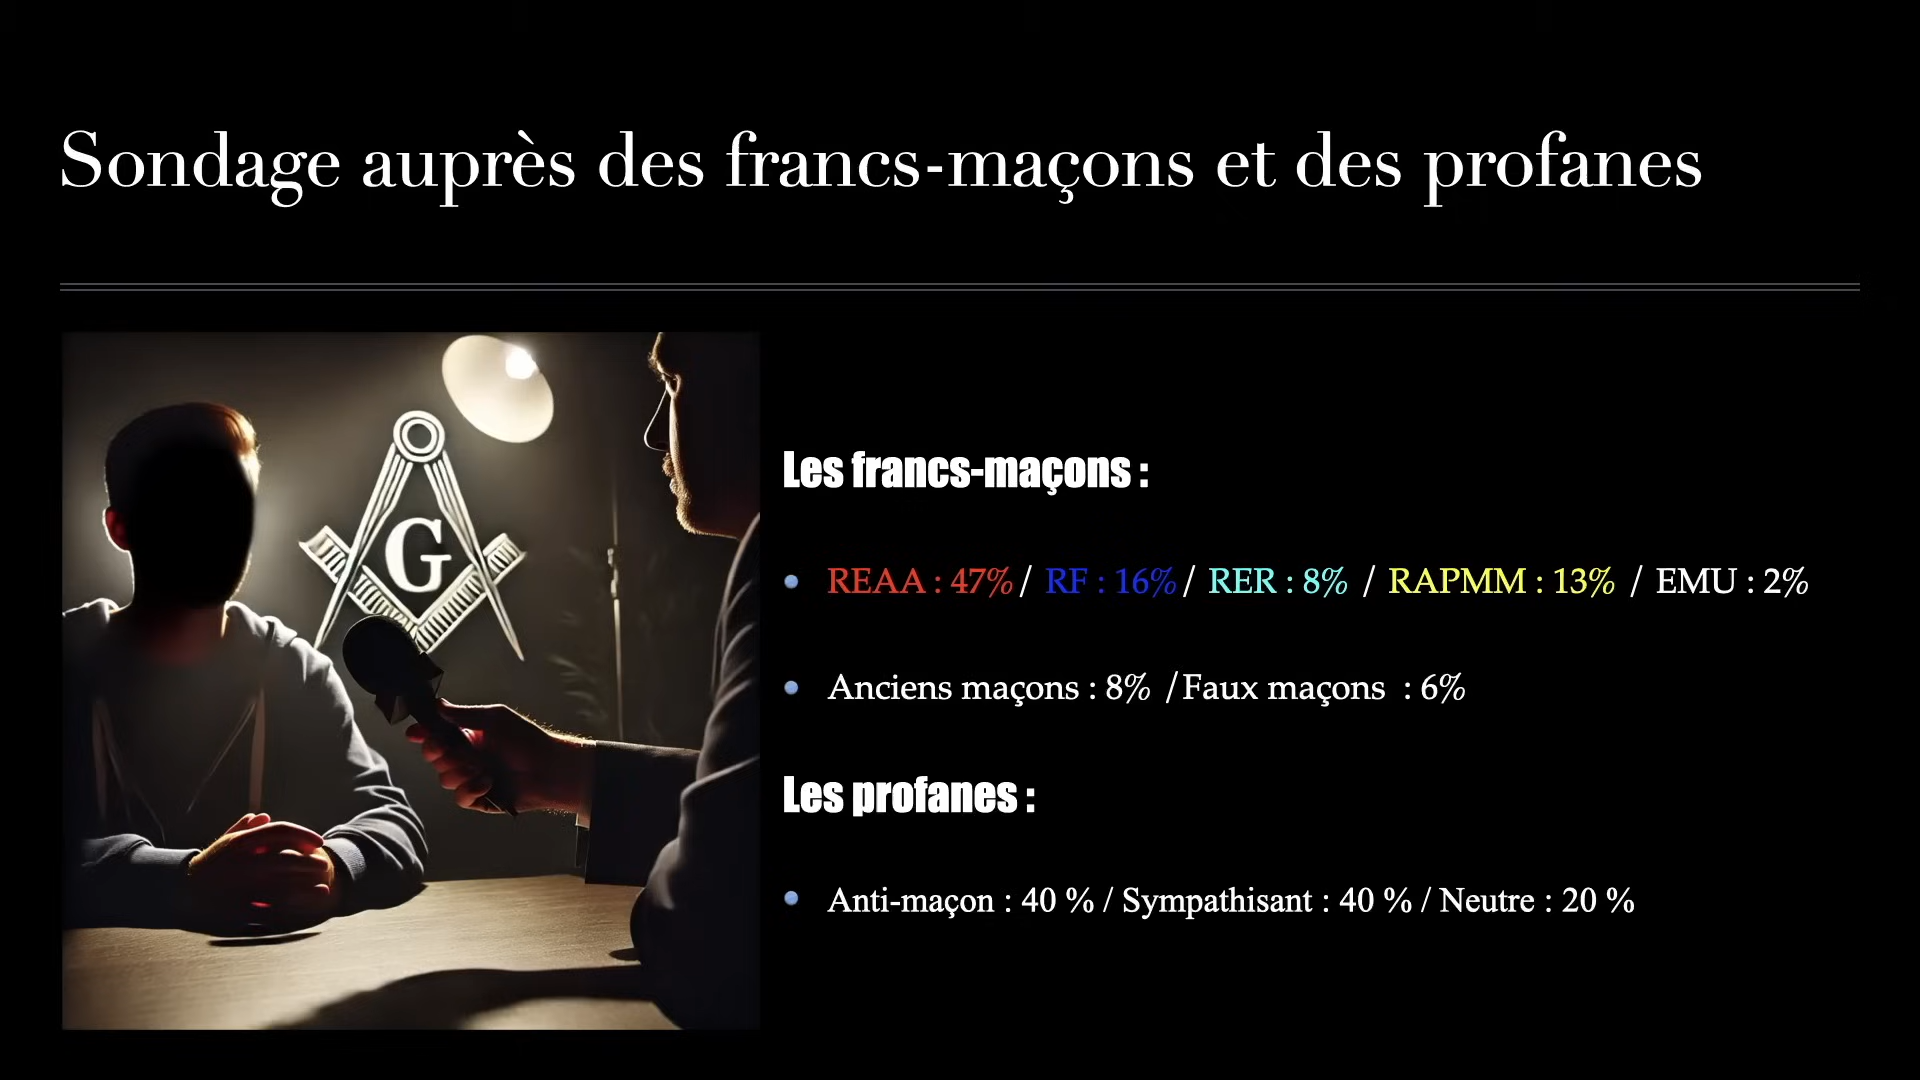 Sondage auprès des francs-maçons et des profanes
G
Les francs-maçons :
REAA : 47% / RF : 16% / RER : 8% / RAPMM : 13% / EMU : 2%
Anciens maçons : 8% /Faux maçons : 6%
Les profanes :
Anti-maçon : 40 % / Sympathisant : 40 % / Neutre : 20 %